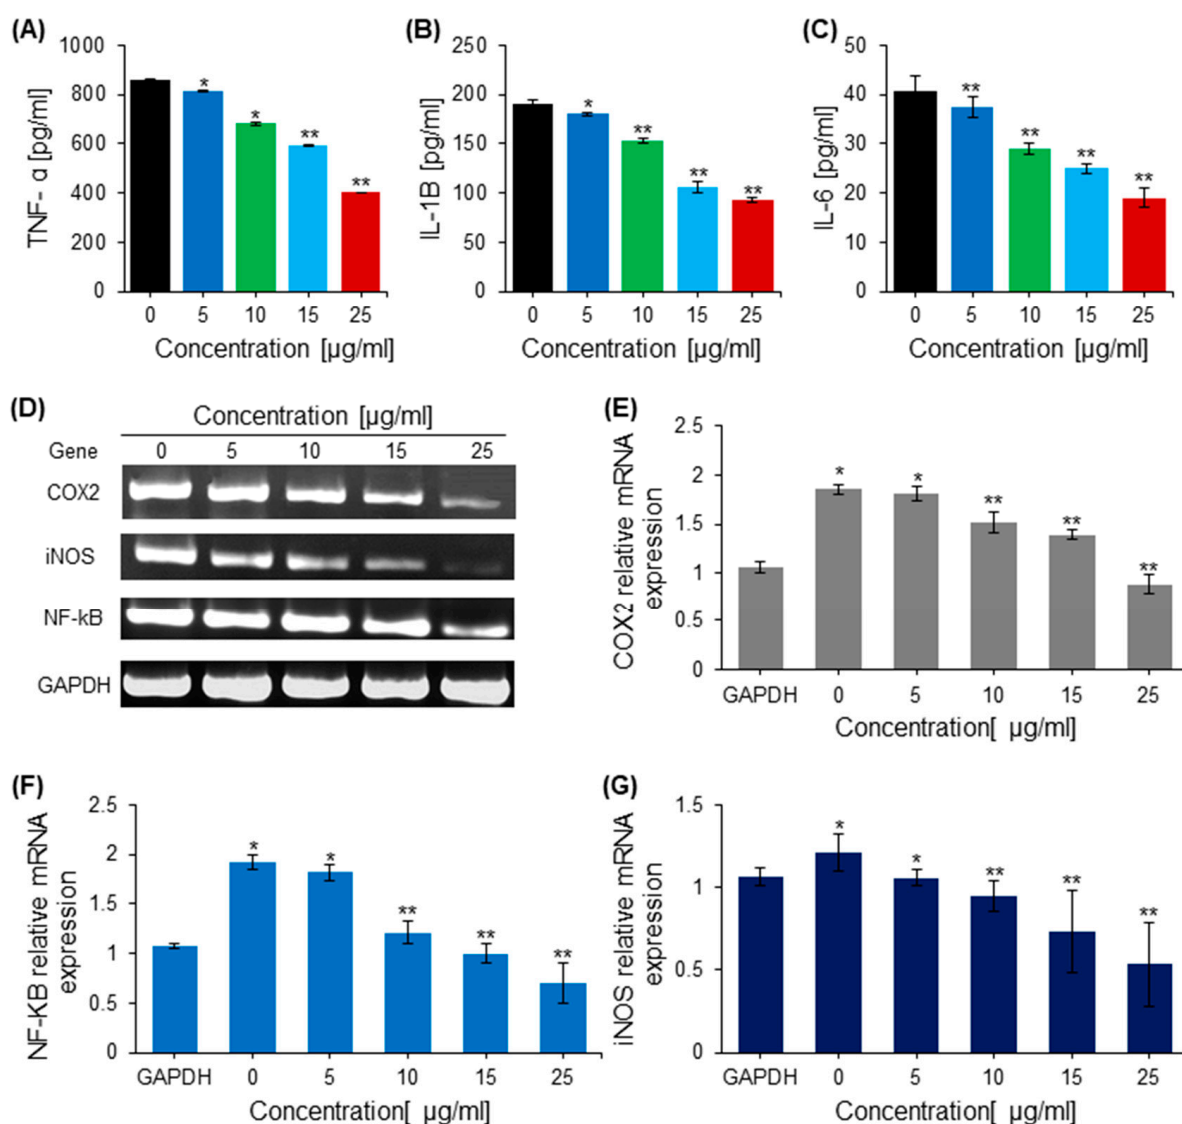 (A)
TNF- α [pg/ml]
1000
800
600
400
200
0
*
*
**
**
0 5 10 15 25
Concentration [µg/ml]
(B)
IL-1B [pg/ml]
250
200
150
100
50
0
*
**
**
**
0 5 10 15 25
Concentration [µg/ml]
(C)
IL-6 [pg/ml]
50
40
30
20
10
0
**
**
**
**
0 5 10 15 25
Concentration [µg/ml]
(D)
Concentration [µg/ml]
Gene 0 5 10 15 25
COX2
iNOS
NF-kB
GAPDH
(E)
COX2 relative mRNA
expression
2.5
2
1.5
1
0.5
0
*
*
**
**
**
GAPDH 0 5 10 15 25
Concentration[ µg/ml]
(F)
NF-KB relative mRNA
expression
2.5
2
1.5
1
0.5
0
*
*
**
**
**
GAPDH 0 5 10 15 25
Concentration[ µg/ml]
(G)
iNOS relative mRNA
expression
1.5
1
0.5
0
*
*
**
**
**
GAPDH 0 5 10 15 25
Concentration[ µg/ml]